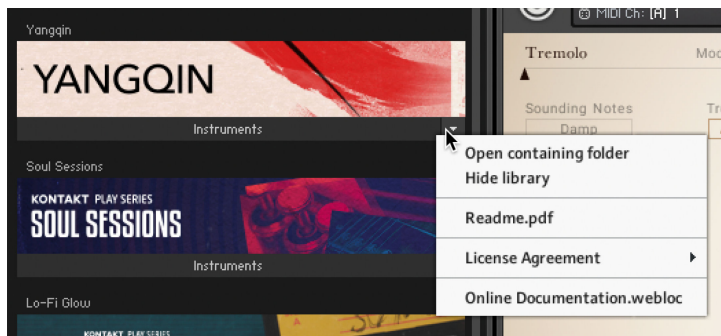 Yangqin
YANGQIN
Instruments
Soul Sessions
KONTAKT PLAY SERIES
SOUL SESSIONS
Instruments
Lo-Fi Glow
KONTAKT PLAY SERIES
MIDI Ch: [A] 1
Tremolo
Sounding Notes
Damp
Open containing folder
Hide library
Readme.pdf
License Agreement
Online Documentation.webloc